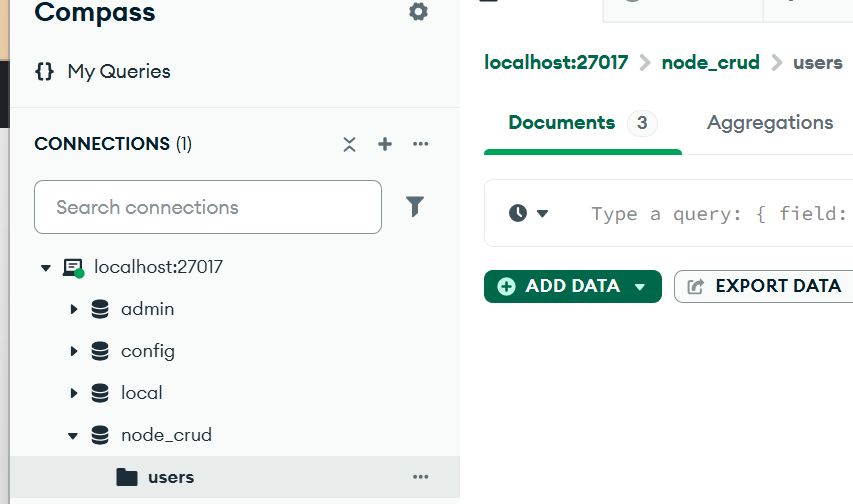 Compass
{} My Queries
CONNECTIONS (1)
Search connections
localhost:27017
admin
config
local
node_crud
users
localhost:27017 > node_crud > users
Documents 3 Aggregations
Type a query: { field:
ADD DATA EXPORT DATA